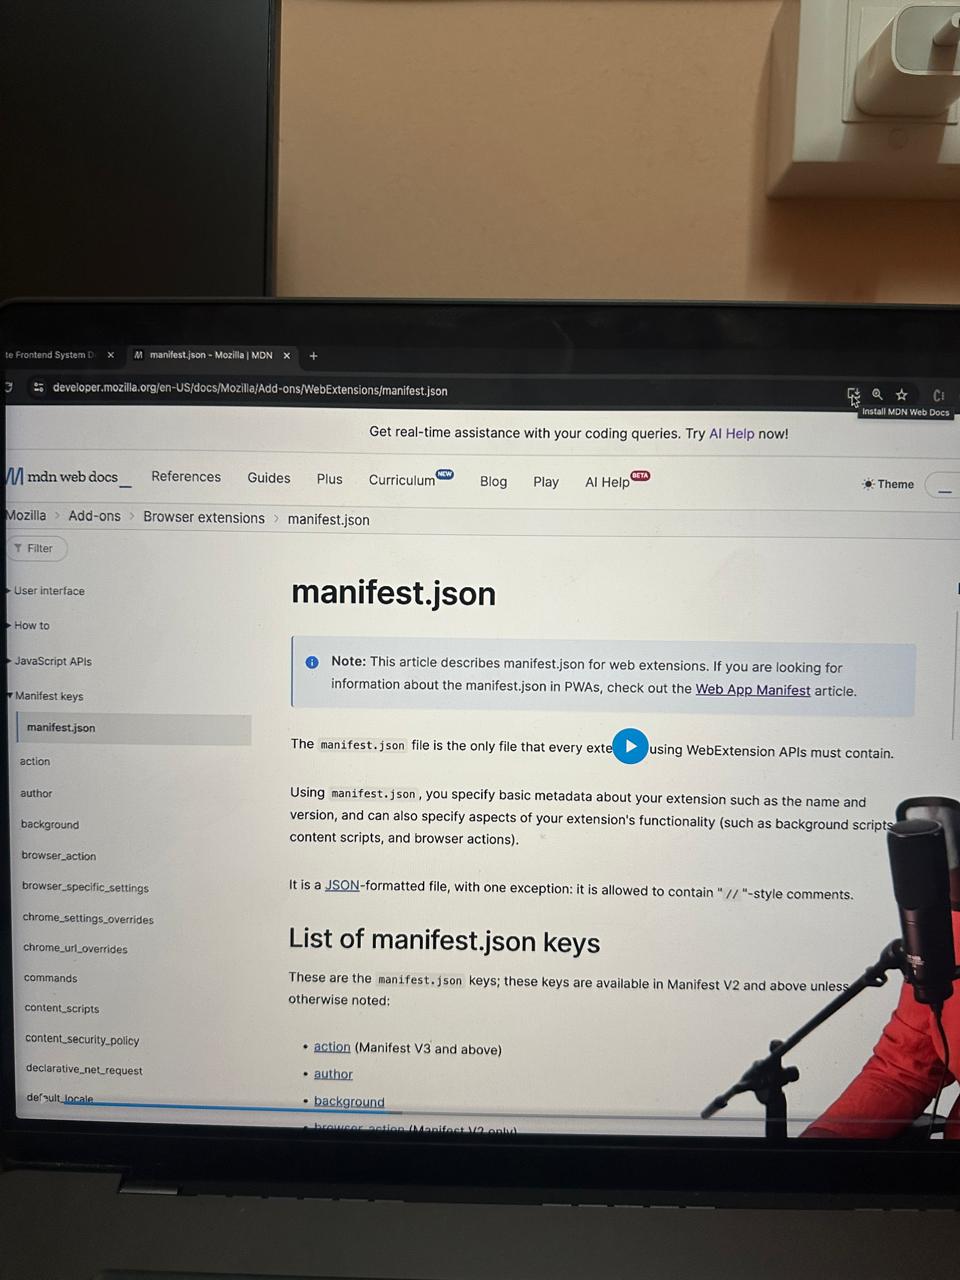 te Frontend System D
manifest.json - Mozilla | MDN
developer.mozilla.org/en-US/docs/Mozilla/Add-ons/WebExtensions/manifest.json
Install MDN Web Docs
Get real-time assistance with your coding queries. Try AI Help now!
mdn web docs_
References
Guides
Plus
Curriculum NEW
Blog
Play
AI Help BETA
Theme
Mozilla > Add-ons > Browser extensions > manifest.json
Filter
User interface
How to
JavaScript APIs
Manifest keys
manifest.json
action
author
background
browser_action
browser_specific_settings
chrome_settings_overrides
chrome_url_overrides
commands
content_scripts
content_security_policy
declarative_net_request
default_locale
manifest.json
Note: This article describes manifest.json for web extensions. If you are looking for
information about the manifest.json in PWAs, check out the Web App Manifest article.
The manifest.json file is the only file that every exte using WebExtension APIs must contain.
Using manifest.json, you specify basic metadata about your extension such as the name and
version, and can also specify aspects of your extension's functionality (such as background scripts
content scripts, and browser actions).
It is a JSON-formatted file, with one exception: it is allowed to contain "//"-style comments.
List of manifest.json keys
These are the manifest.json keys; these keys are available in Manifest V2 and above unless
otherwise noted:
• action (Manifest V3 and above)
• author
• background
• browser_action (Manifest V2 only)